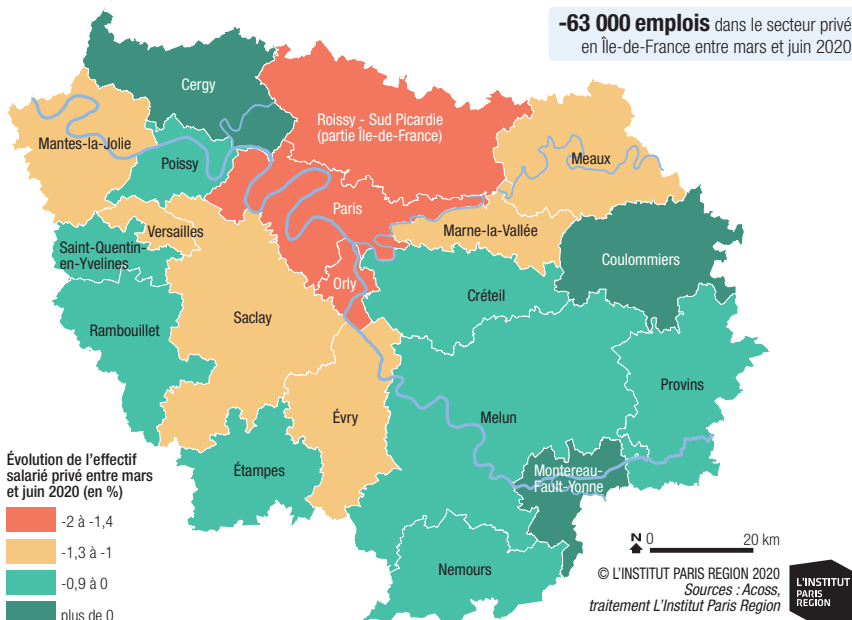 -63 000 emplois dans le secteur privé
en Île-de-France entre mars et juin 2020
Cergy
Roissy - Sud Picardie
(partie Île-de-France)
Mantes-la-Jolie
Poissy
Meaux
Paris
Versailles
Marne-la-Vallée
Saint-Quentin-
en-Yvelines
Coulommiers
Orly
Créteil
Saclay
Rambouillet
Provins
Évry
Melun
Étampes
Montereau-
Fault-Yonne
Nemours
Évolution de l'effectif
salarié privé entre mars
et juin 2020 (en %)
-2 à -1,4
-1,3 à -1
-0,9 à 0
plus de 0
N 0 20 km
© L'INSTITUT PARIS REGION 2020
Sources : Acoss,
traitement L'Institut Paris Region
L'INSTITUT
PARIS
REGION